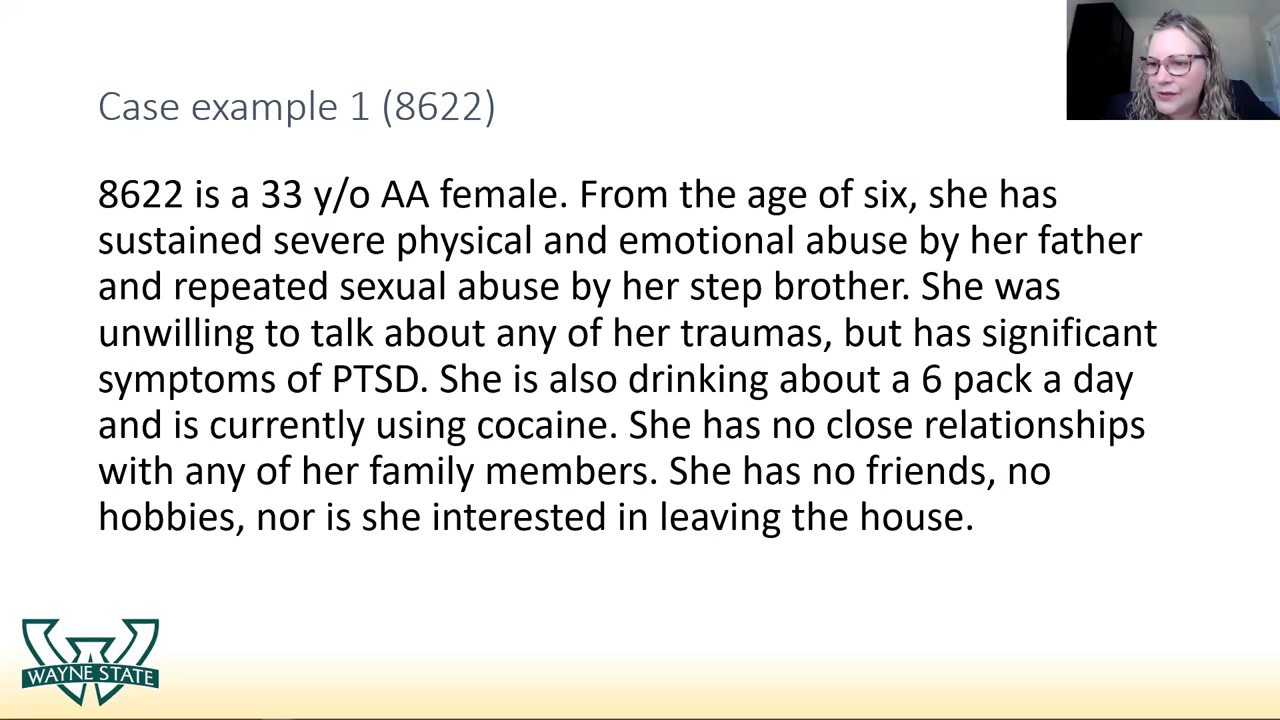 Case example 1 (8622)
8622 is a 33 y/o AA female. From the age of six, she has
sustained severe physical and emotional abuse by her father
and repeated sexual abuse by her step brother. She was
unwilling to talk about any of her traumas, but has significant
symptoms of PTSD. She is also drinking about a 6 pack a day
and is currently using cocaine. She has no close relationships
with any of her family members. She has no friends, no
hobbies, nor is she interested in leaving the house.
WAYNE STATE